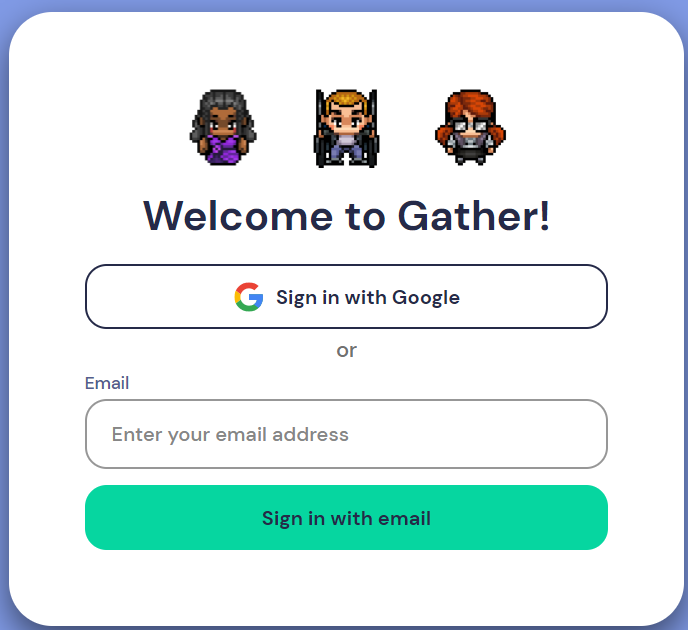 Welcome to Gather!
Sign in with Google
or
Email
Enter your email address
Sign in with email